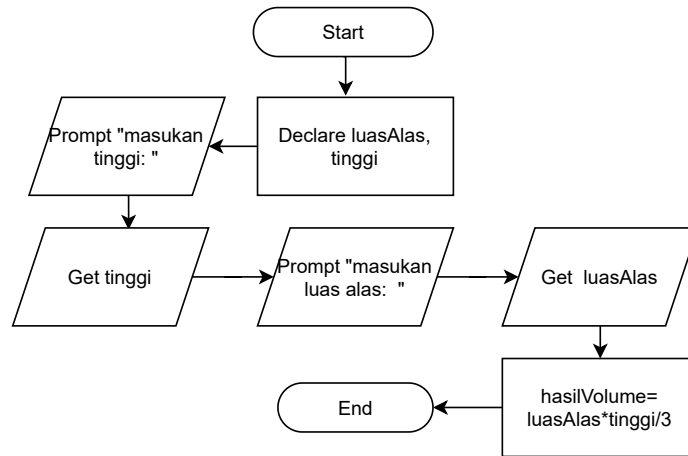 Start
Declare luasAlas,
tinggi
Prompt "masukan
tinggi: "
Get tinggi
Prompt "masukan
luas alas:  "
Get  luasAlas
hasilVolume=
luasAlas*tinggi/3
End